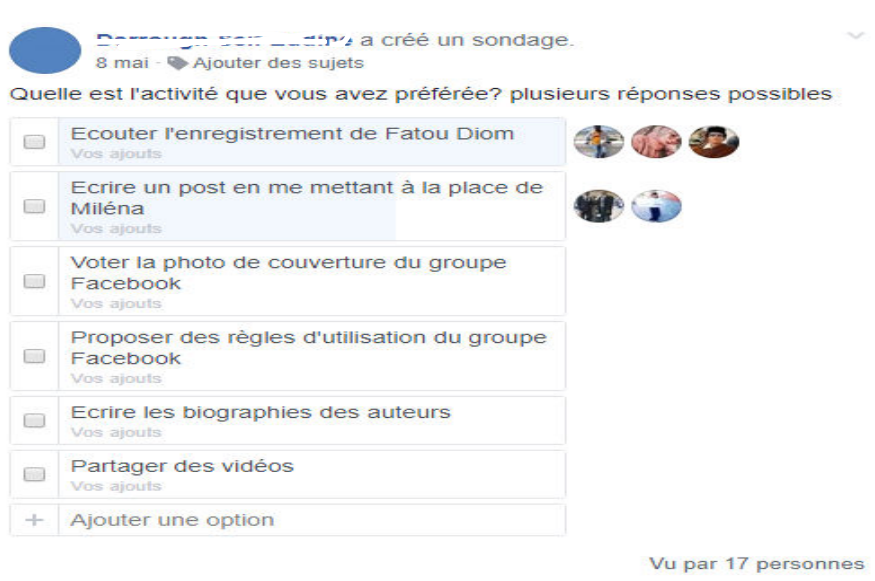 a créé un sondage.
8 mai · Ajouter des sujets
Quelle est l'activité que vous avez préférée? plusieurs réponses possibles
Ecouter l'enregistrement de Fatou Diom
Vos ajouts
Ecrire un post en me mettant à la place de
Miléna
Vos ajouts
Voter la photo de couverture du groupe
Facebook
Vos ajouts
Proposer des règles d'utilisation du groupe
Facebook
Vos ajouts
Ecrire les biographies des auteurs
Vos ajouts
Partager des vidéos
Vos ajouts
+ Ajouter une option
Vu par 17 personnes